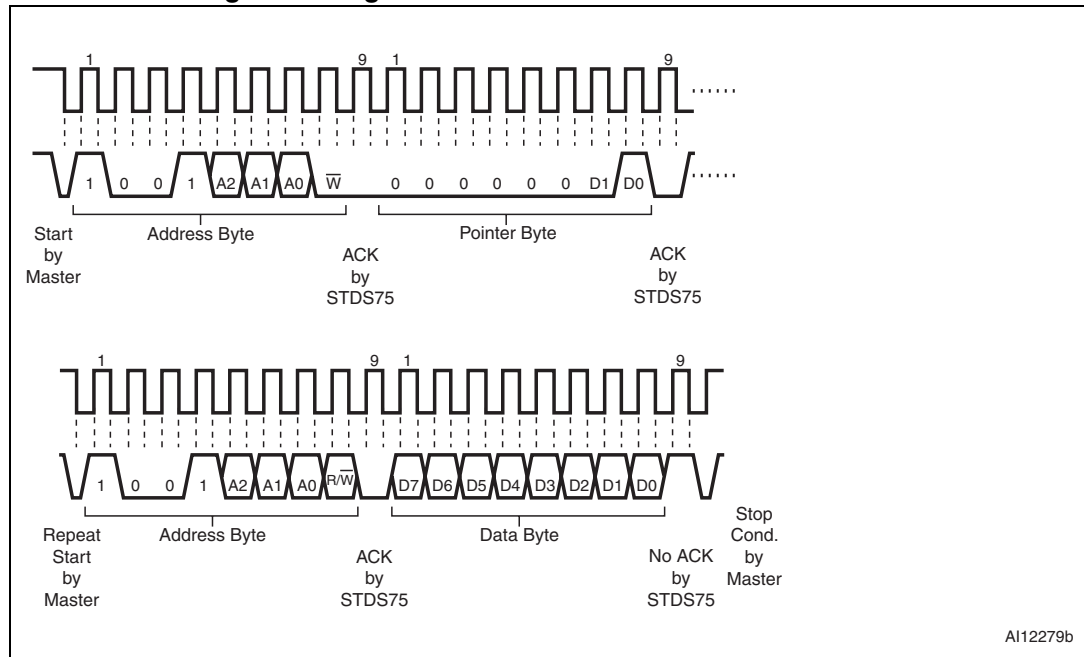 1 9 1 9
1 0 0 1 A2 A1 A0 W 0 0 0 0 0 0 D1 D0
Start
by
Master
Address Byte
ACK
by
STDS75
Pointer Byte
ACK
by
STDS75
1 9 1 9
1 0 0 1 A2 A1 A0 R/W D7 D6 D5 D4 D3 D2 D1 D0
Repeat
Start
by
Master
Address Byte
ACK
by
STDS75
Data Byte
No ACK
by
STDS75
Stop
Cond.
by
Master
AI12279b